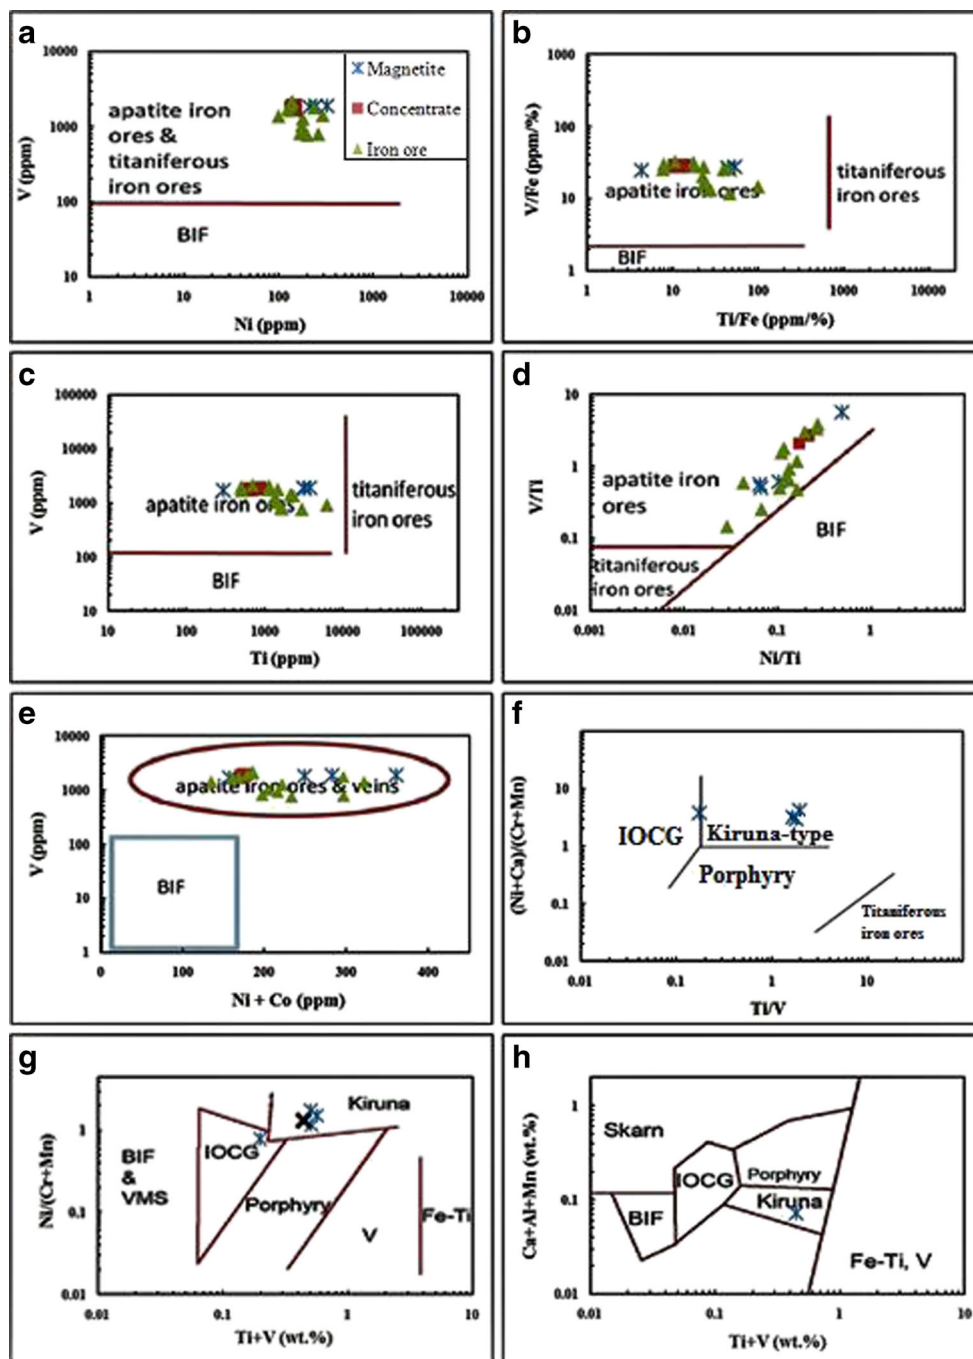 a
10000
1000
100
10
V (ppm)
1
10
100
1000
10000
Ni (ppm)
Magnetite
Concentrate
Iron ore
apatite iron
ores &
titaniferous
iron ores
BIF
b
1000
100
10
1
V/Fe (ppm/%)
1
10
100
1000
10000
Ti/Fe (ppm/%)
apatite iron ores
titaniferous
iron ores
BIF
c
100000
10000
1000
100
10
V (ppm)
10
100
1000
10000
100000
Ti (ppm)
apatite iron ores
titaniferous
iron ores
BIF
d
10
1
0.1
0.01
V/Ti
0.001
0.01
0.1
1
Ni/Ti
apatite iron
ores
BIF
titaniferous
iron ores
e
10000
1000
100
10
1
V (ppm)
0
100
200
300
400
Ni + Co (ppm)
apatite iron ores & veins
BIF
f
10
1
0.1
0.01
(Ni+Ca)/(Cr+Mn)
0.01
0.1
1
10
Ti/V
IOCG
Kiruna-type
Porphyry
Titaniferous
iron ores
g
1
0.1
0.01
Ni/(Cr+Mn)
0.01
0.1
1
10
Ti+V (wt.%)
Kiruna
BIF
&
VMS
IOCG
Porphyry
V
Fe-Ti
h
1
0.1
0.01
Ca+Al+Mn (wt.%)
0.01
0.1
1
10
Ti+V (wt.%)
Skarn
IOCG
Porphyry
Kiruna
BIF
Fe-Ti, V